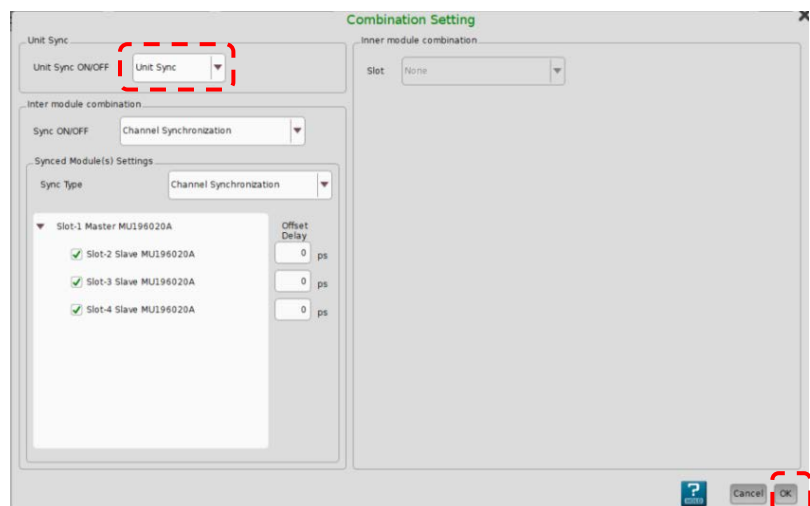 Combination Setting
X
Unit Sync
Unit Sync ON/OFF Unit Sync
Inter module combination
Sync ON/OFF Channel Synchronization
Synced Module(s) Settings
Sync Type Channel Synchronization
Slot-1 Master MU196020A
Offset
Delay
Slot-2 Slave MU196020A 0 ps
Slot-3 Slave MU196020A 0 ps
Slot-4 Slave MU196020A 0 ps
Inner module combination
Slot None
?
Cancel OK